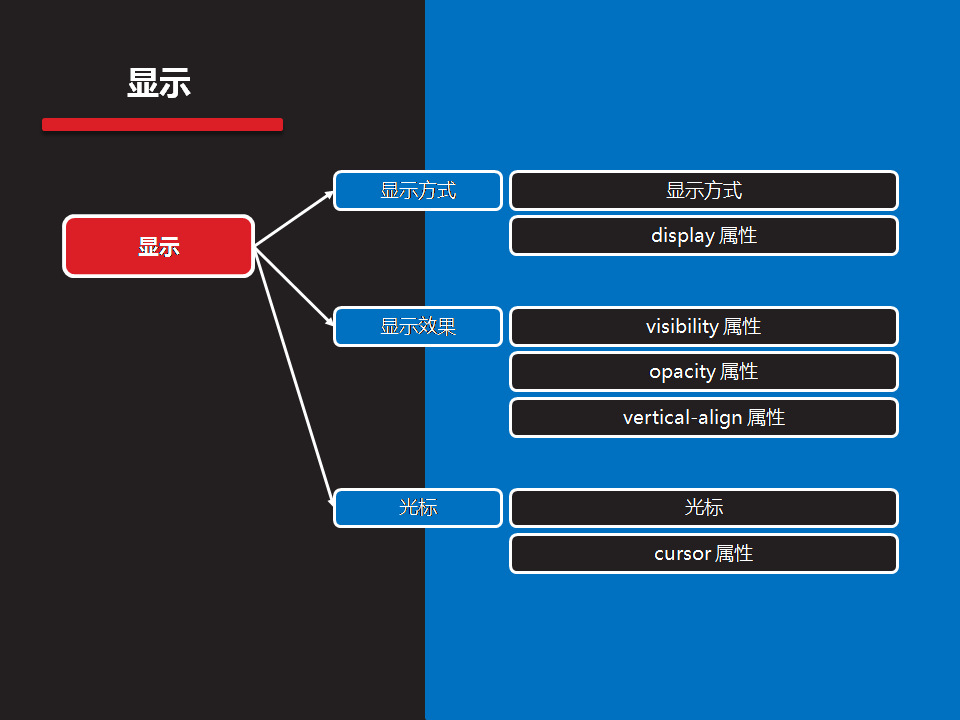 显示
显示
显示方式
显示方式
display 属性
显示效果
visibility 属性
opacity 属性
vertical-align 属性
光标
光标
cursor 属性